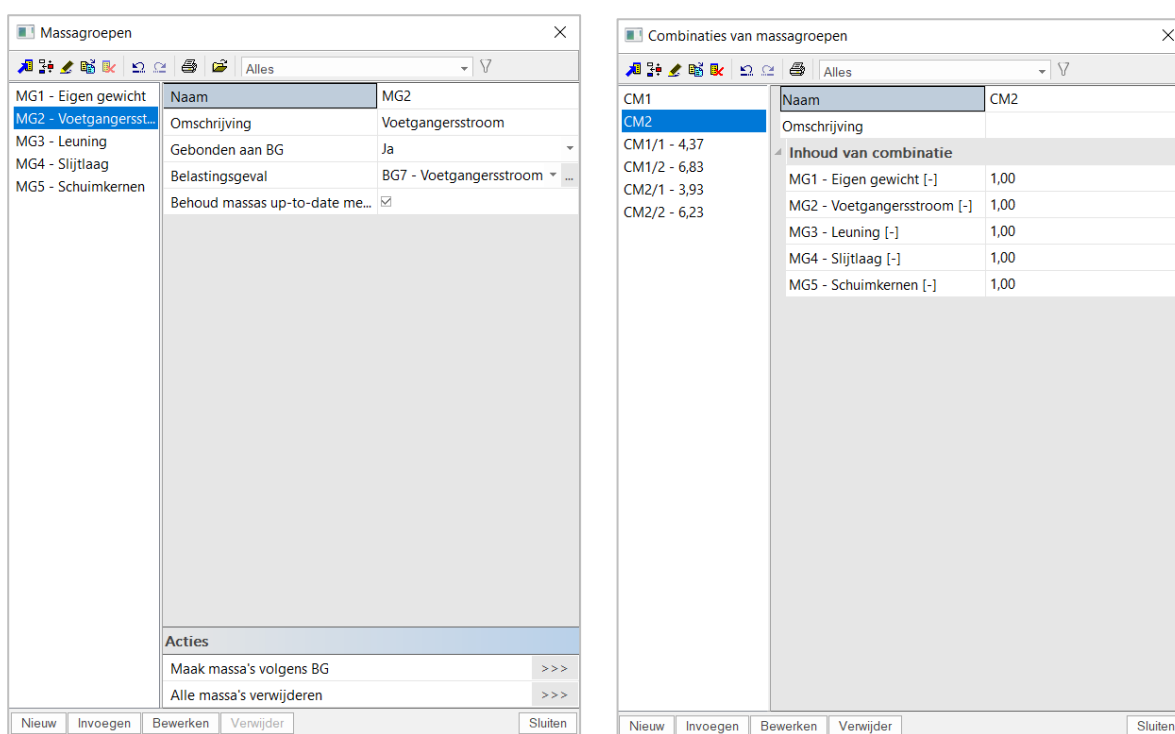 Massagroepen
Alles
MG1 - Eigen gewicht
MG2 - Voetgangersst...
MG3 - Leuning
MG4 - Slijtlaag
MG5 - Schuimkernen
Naam MG2
Omschrijving Voetgangersstroom
Gebonden aan BG Ja
Belastingsgeval BG7 - Voetgangersstroom ...
Behoud massas up-to-date me...
Acties
Maak massa's volgens BG >>>
Alle massa's verwijderen >>>
Nieuw Invoegen Bewerken Verwijder Sluiten
Combinaties van massagroepen
Alles
CM1
CM2
CM1/1 - 4,37
CM1/2 - 6,83
CM2/1 - 3,93
CM2/2 - 6,23
Naam CM2
Omschrijving
Inhoud van combinatie
MG1 - Eigen gewicht [-] 1,00
MG2 - Voetgangersstroom [-] 1,00
MG3 - Leuning [-] 1,00
MG4 - Slijtlaag [-] 1,00
MG5 - Schuimkernen [-] 1,00
Nieuw Invoegen Bewerken Verwijder Sluiten